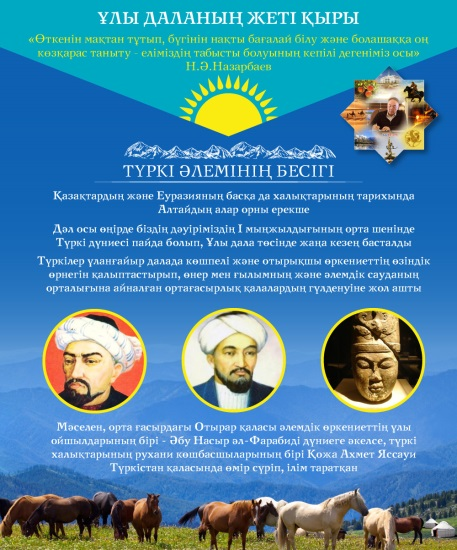 ҰЛЫ ДАЛАНЫҢ ЖЕТІ ҚЫРЫ
«Өткенін мақтан тұтып, бүгінін нақты бағалай білу және болашаққа оң
көзқарас таныту - еліміздің табысты болуының кепілі дегеніміз осы»
Н.Ә.Назарбаев
ТҮРКІ ӘЛЕМІНІҢ БЕСІГІ
Қазақтардың және Еуразияның басқа да халықтарының тарихында
Алтайдың алар орны ерекше
Дәл осы өңірде біздің дәуіріміздің I мыңжылдығының орта шенінде
Түркі дүниесі пайда болып, Ұлы дала төсінде жаңа кезең басталды
Түркілер ұланғайыр далада көшпелі және отырықшы өркениеттің өзіндік
өрнегін қалыптастырып, өнер мен ғылымның және әлемдік сауданың
орталығына айналған ортағасырлық қалалардың гүлденуіне жол ашты
Мәселен, орта ғасырдағы Отырар қаласы әлемдік өркениеттің ұлы
ойшылдарының бірі - Әбу Насыр әл-Фарабиді дүниеге әкелсе, түркі
халықтарының рухани көшбасшыларының бірі Қожа Ахмет Яссауи
Түркістан қаласында өмір сүріп, ілім таратқан